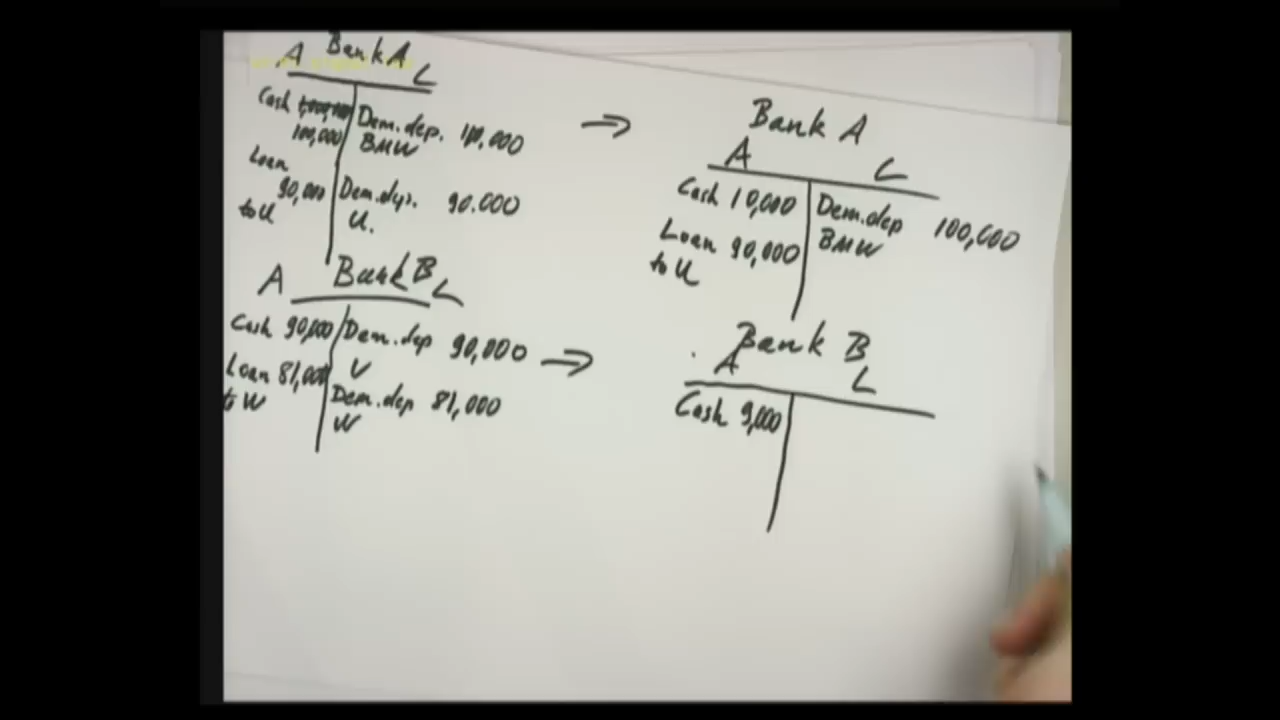 Bank A
A L
Cash
100,000
Dem. dep. 100,000
BMW
Loan
90,000
to U
Dem. dep. 90.000
U.
Bank B
A L
Cash 90,000
Dem. dep 90,000
V
Loan 81,000
to W
Dem. dep 81,000
W
⇒
Bank A
A L
Cash 10,000
Dem. dep 100,000
BMW
Loan 90,000
to U
⇒
Bank B
A L
Cash 9,000